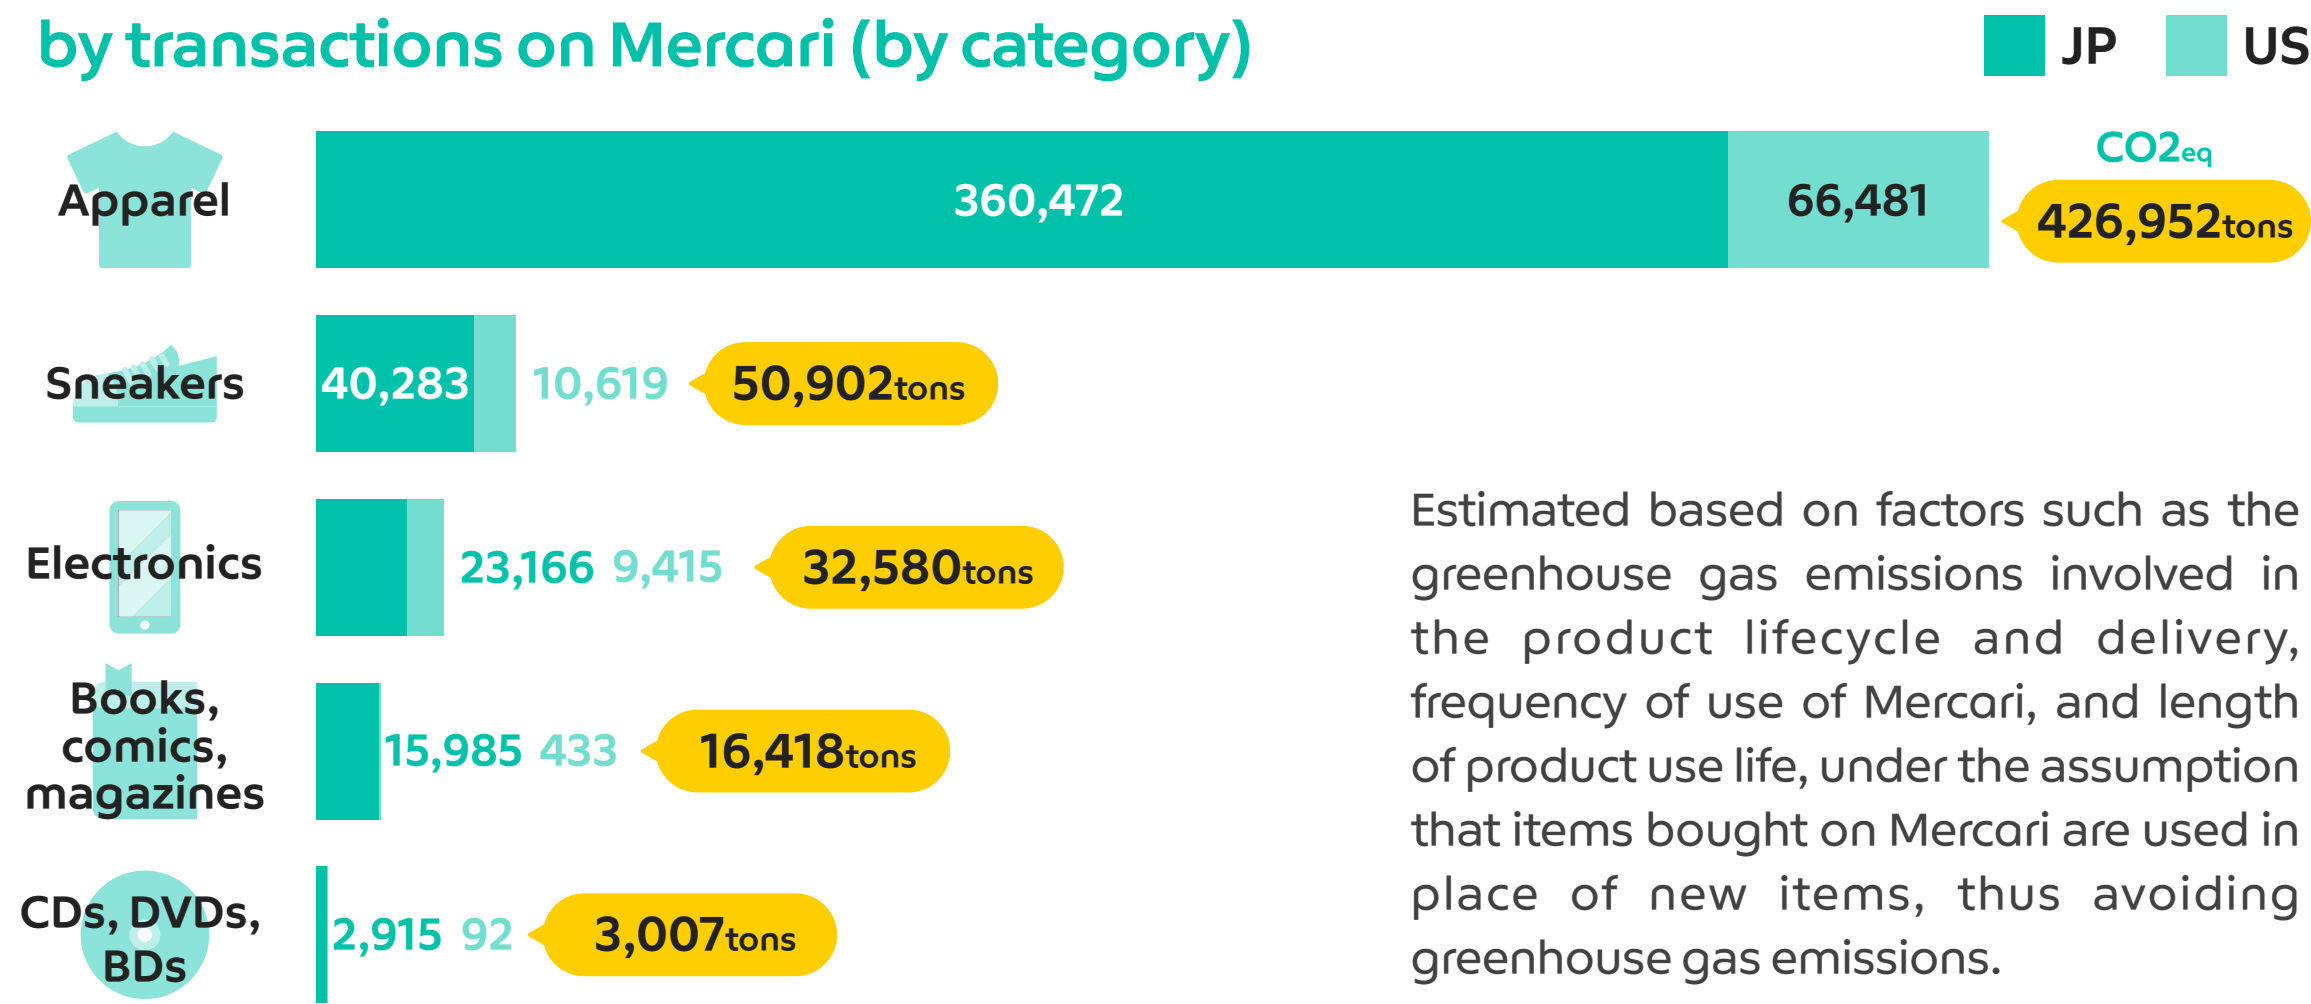 by transactions on Mercari (by category)
JP US
CO2eq
Apparel 360,472 66,481 426,952tons
Sneakers 40,283 10,619 50,902tons
Electronics 23,166 9,415 32,580tons
Books,
comics,
magazines
15,985 433 16,418tons
CDs, DVDs,
BDs
2,915 92 3,007tons
Estimated based on factors such as the
greenhouse gas emissions involved in
the product lifecycle and delivery,
frequency of use of Mercari, and length
of product use life, under the assumption
that items bought on Mercari are used in
place of new items, thus avoiding
greenhouse gas emissions.